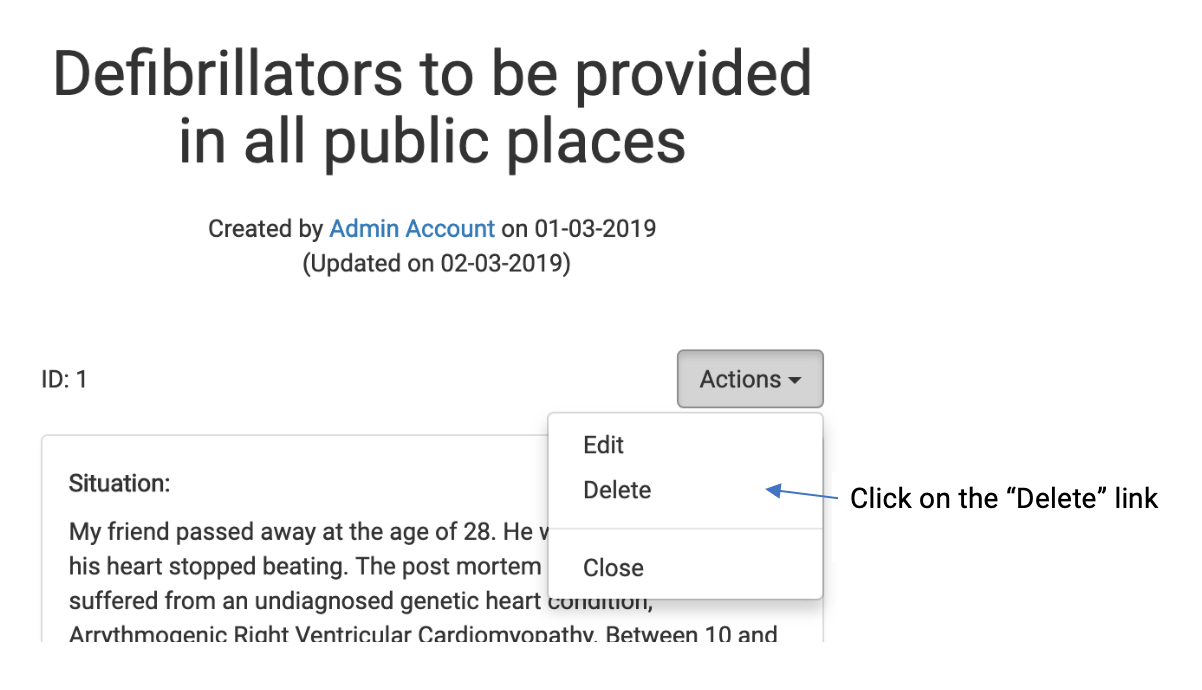 Defibrillators to be provided
in all public places
Created by Admin Account on 01-03-2019
(Updated on 02-03-2019)
ID: 1
Actions
Edit
Delete
Close
Click on the “Delete” link
Situation:
My friend passed away at the age of 28. He
his heart stopped beating. The post mortem
suffered from an undiagnosed genetic heart condition,
Arrythmogenic Right Ventricular Cardiomyopathy. Between 10 and